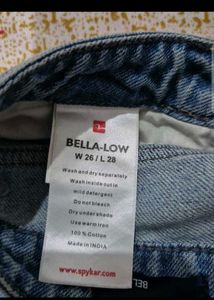 BELLA-LOW
W 26 / L 28
Wash and dry separately
Wash inside out in
mild detergent
Do not bleach
Dry under shade
Use warm iron
100 % Cotton
Made in INDIA
www.spykar.com
BEL